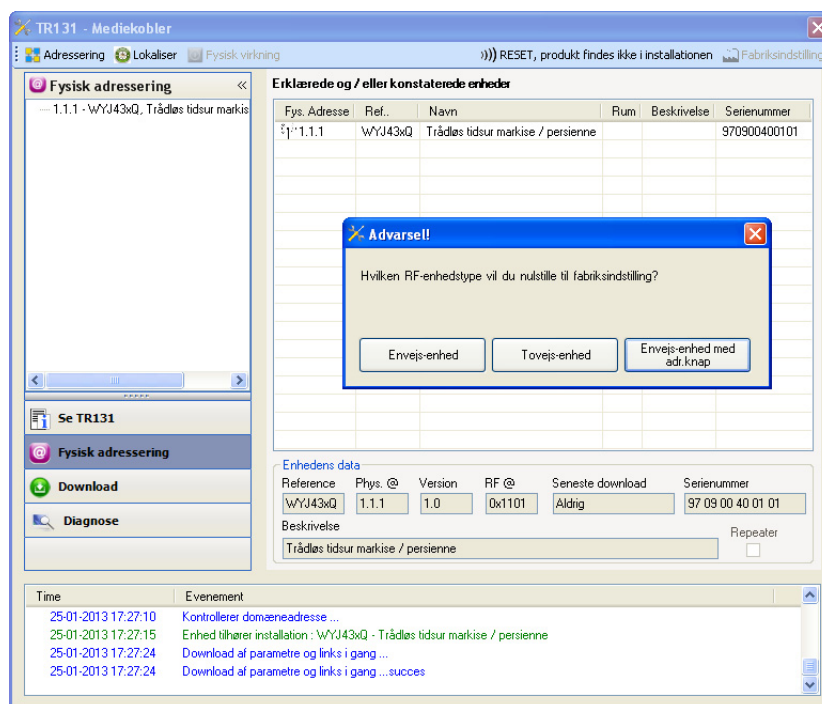 TR131 - Mediekobler
Adressering Lokaliser Fysisk virkning ))) RESET, produkt findes ikke i installationen Fabriksindstilling
Fysisk adressering «
1.1.1 - WYJ43xQ, Trådløs tidsur markis
Erklærede og / eller konstaterede enheder
Fys. Adresse Ref.. Navn Rum Beskrivelse Serienummer
1.1.1 WYJ43xQ Trådløs tidsur markise / persienne 970900400101
Advarsel!
Hvilken RF-enhedstype vil du nulstille til fabriksindstilling?
Envejs-enhed
Tovejs-enhed
Envejs-enhed med
adr.knap
Se TR131
Fysisk adressering
Download
Diagnose
Enhedens data
Reference Phys. @ Version RF @ Seneste download Serienummer
WYJ43xQ 1.1.1 1.0 0x1101 Aldrig 97 09 00 40 01 01
Beskrivelse
Repeater
Trådløs tidsur markise / persienne
Time Evenement
25-01-2013 17:27:10 Kontrollerer domæneadresse ...
25-01-2013 17:27:15 Enhed tilhører installation : WYJ43xQ - Trådløs tidsur markise / persienne
25-01-2013 17:27:24 Download af parametre og links i gang ...
25-01-2013 17:27:24 Download af parametre og links i gang ...succes